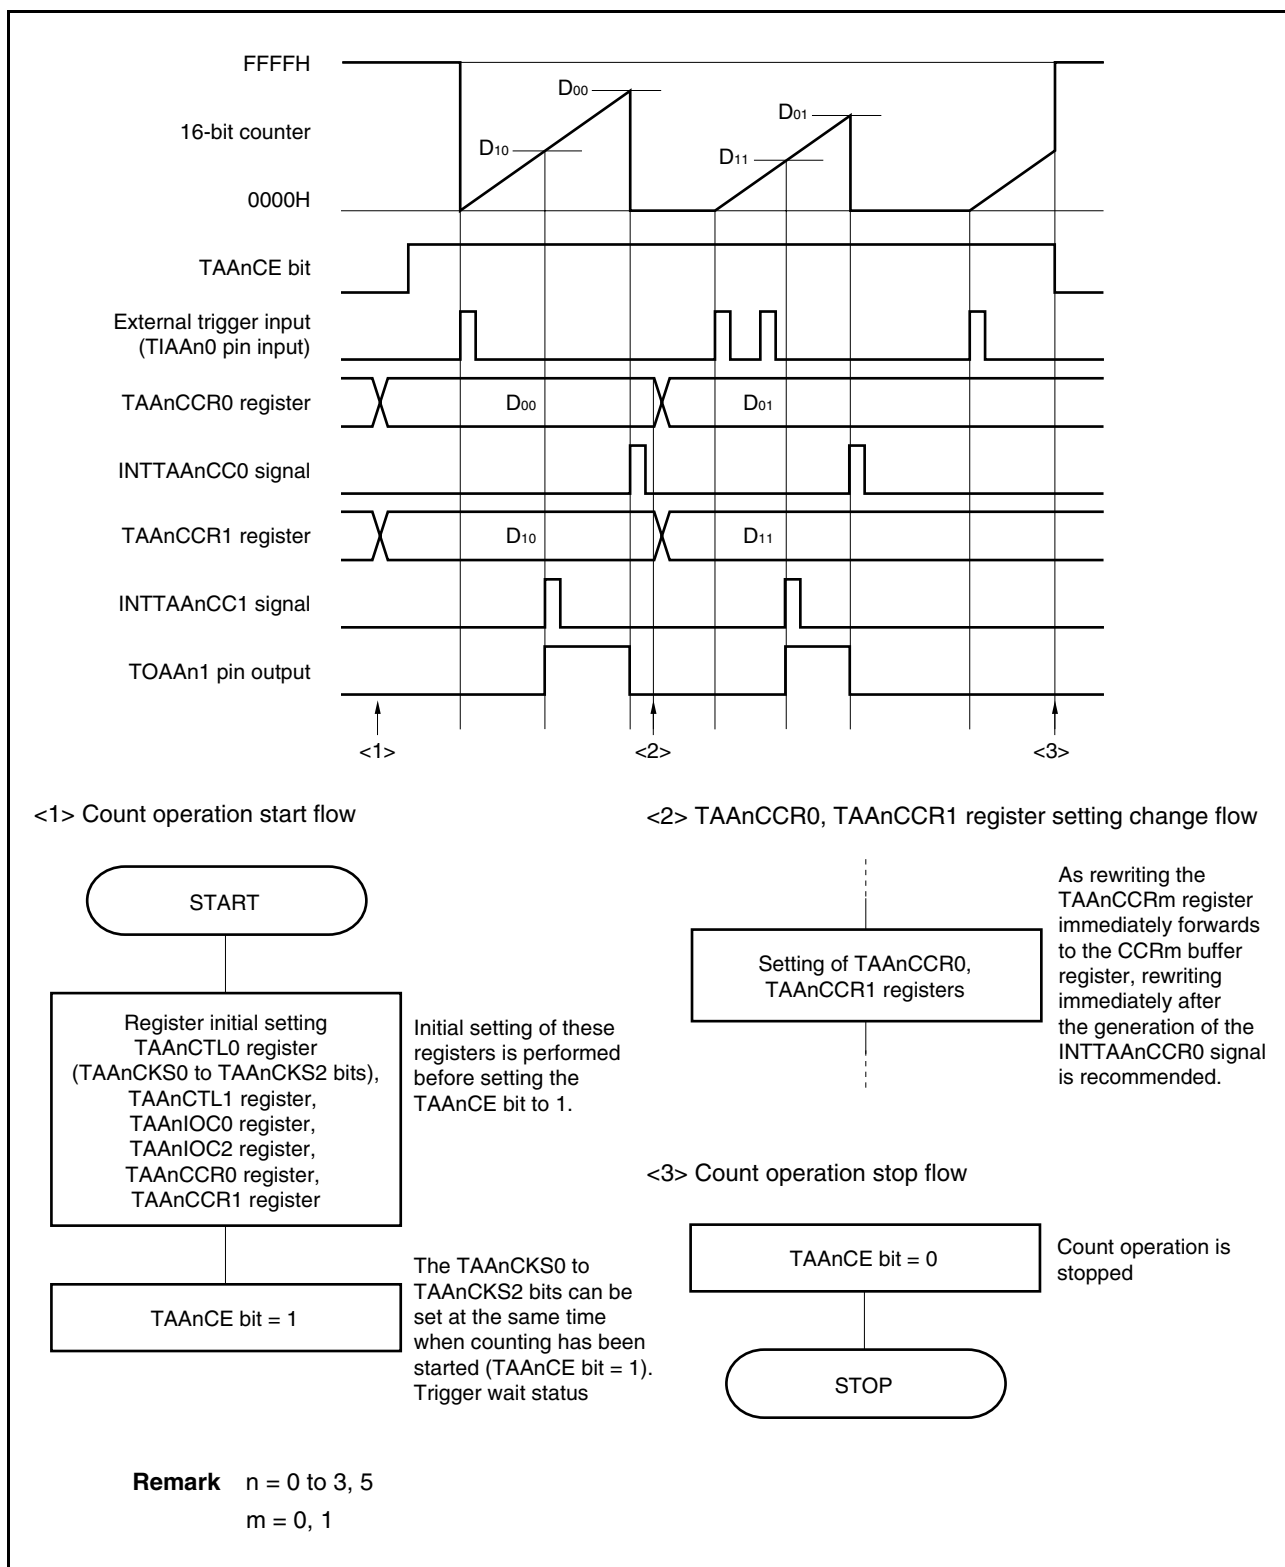 FFFFH
D00
D01
16-bit counter
D10
D11
0000H
TAAnCE bit
External trigger input
(TIAAn0 pin input)
TAAnCCR0 register
D00
D01
INTTAAnCC0 signal
TAAnCCR1 register
D10
D11
INTTAAnCC1 signal
TOAAn1 pin output
<1>
<2>
<3>
<1> Count operation start flow
START
Register initial setting
TAAnCTL0 register
(TAAnCKS0 to TAAnCKS2 bits),
TAAnCTL1 register,
TAAnIOC0 register,
TAAnIOC2 register,
TAAnCCR0 register,
TAAnCCR1 register
Initial setting of these
registers is performed
before setting the
TAAnCE bit to 1.
TAAnCE bit = 1
The TAAnCKS0 to
TAAnCKS2 bits can be
set at the same time
when counting has been
started (TAAnCE bit = 1).
Trigger wait status
<2> TAAnCCR0, TAAnCCR1 register setting change flow
Setting of TAAnCCR0,
TAAnCCR1 registers
As rewriting the
TAAnCCRm register
immediately forwards
to the CCRm buffer
register, rewriting
immediately after
the generation of the
INTTAAnCCR0 signal
is recommended.
<3> Count operation stop flow
TAAnCE bit = 0
Count operation is
stopped
STOP
Remark n = 0 to 3, 5
m = 0, 1